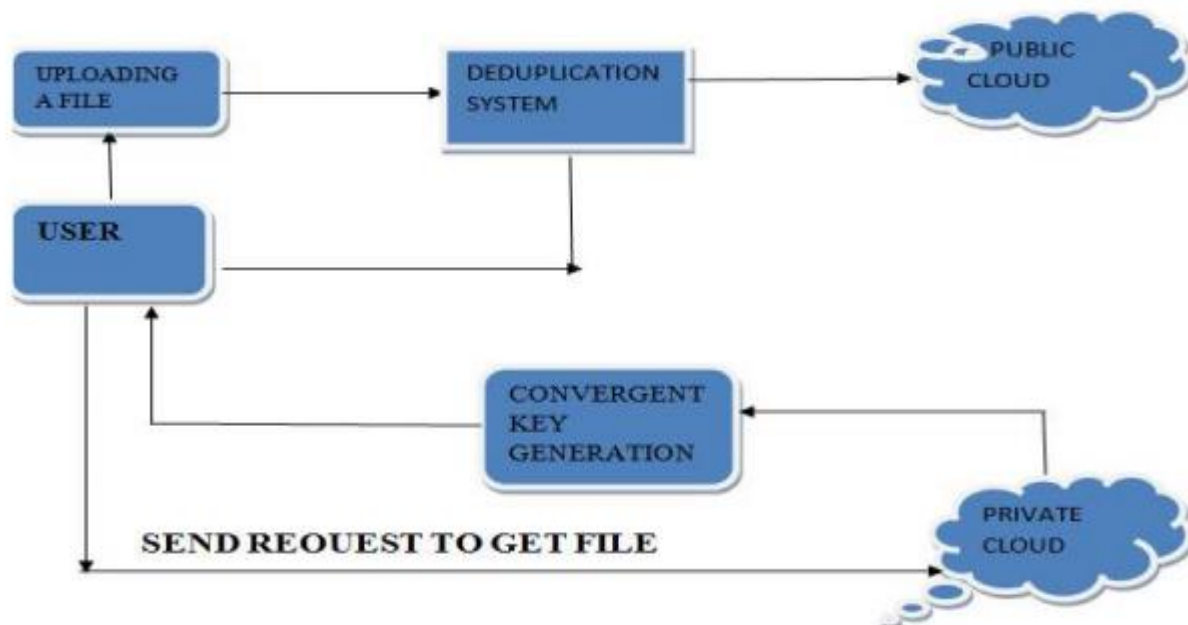 UPLOADING
A FILE
DEDUPLICATION
SYSTEM
PUBLIC
CLOUD
USER
CONVERGENT
KEY
GENERATION
SEND REOUEST TO GET FILE
PRIVATE
CLOUD